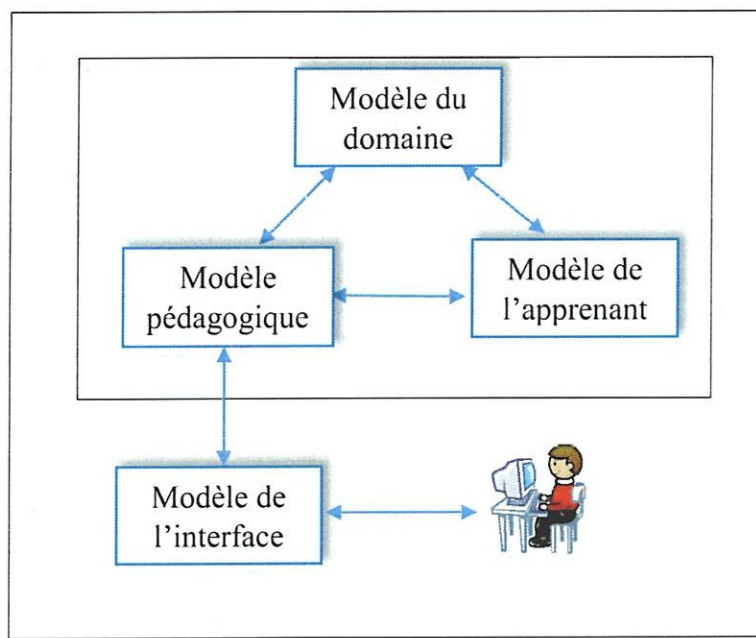 Modèle du
domaine
Modèle
pédagogique
Modèle de
l'apprenant
Modèle de
l'interface